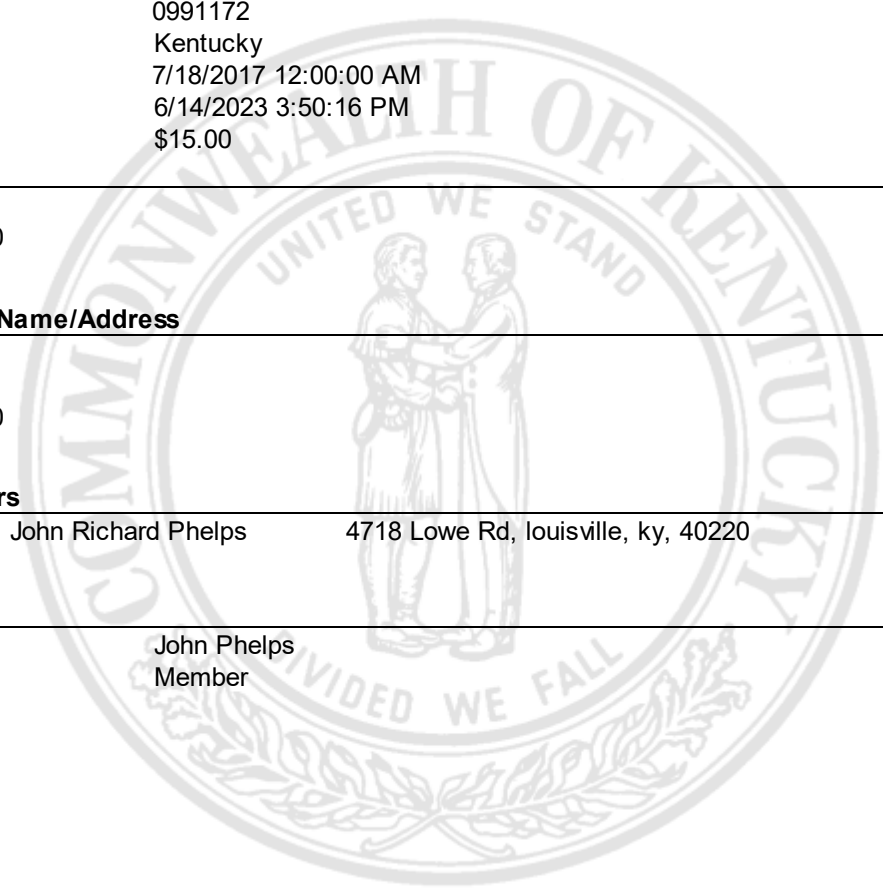 0991172
Kentucky
7/18/2017 12:00:00 AM
6/14/2023 3:50:16 PM
$15.00
COMMONWEALTH OF KENTUCKY
UNITED WE STAND
0
Name/Address
0
rs
John Richard Phelps 4718 Lowe Rd, louisville, ky, 40220
John Phelps
Member
DIVIDED WE FALL